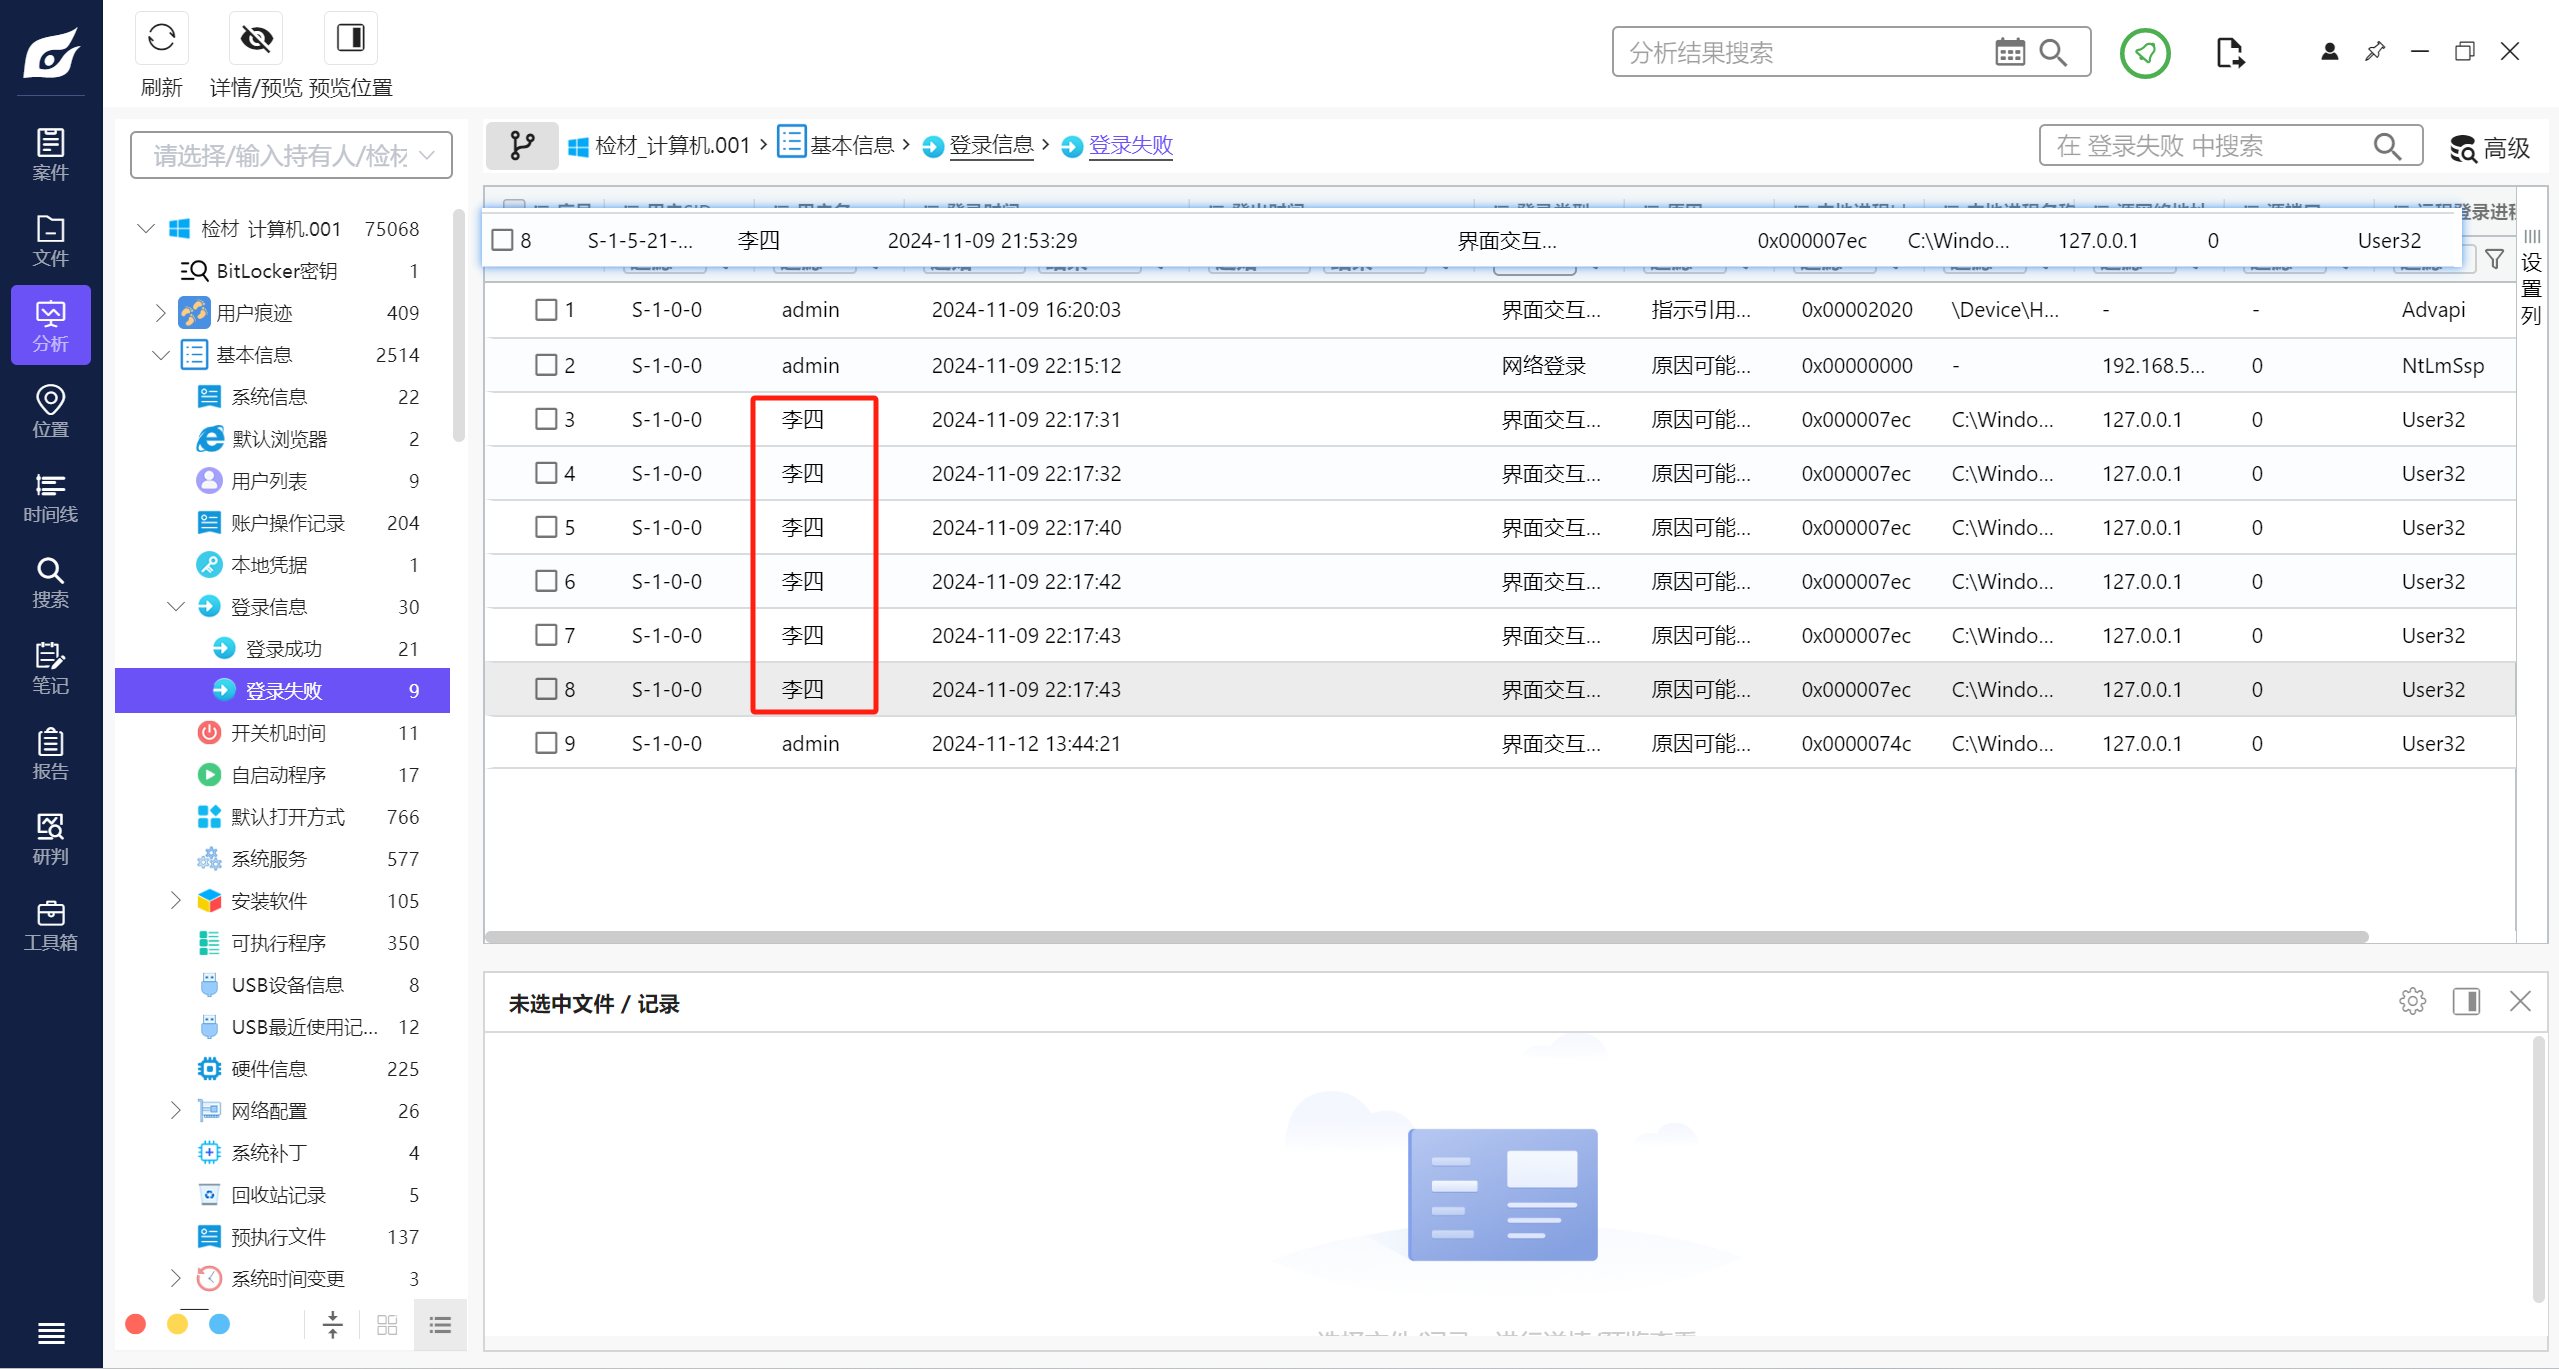 刷新
详情/预览
预览位置
分析结果搜索
案件
文件
分析
位置
时间线
搜索
笔记
报告
研判
工具箱
请选择/输入持有人/检材
检材_计算机.001 75068
BitLocker密钥 1
用户痕迹 409
基本信息 2514
系统信息 22
默认浏览器 2
用户列表 9
账户操作记录 204
本地凭据 1
登录信息 30
登录成功 21
登录失败 9
开关机时间 11
自启动程序 17
默认打开方式 766
系统服务 577
安装软件 105
可执行程序 350
USB设备信息 8
USB最近使用记... 12
硬件信息 225
网络配置 26
系统补丁 4
回收站记录 5
预执行文件 137
系统时间变更 3
检材_计算机.001 › 基本信息 › 登录信息 › 登录失败
在 登录失败 中搜索
高级
8 S-1-5-21-... 李四 2024-11-09 21:53:29 界面交互... 0x000007ec C:\Windo... 127.0.0.1 0 User32
1 S-1-0-0 admin 2024-11-09 16:20:03 界面交互... 指示引用... 0x00002020 \Device\H... - - Advapi
2 S-1-0-0 admin 2024-11-09 22:15:12 网络登录 原因可能... 0x00000000 - 192.168.5... 0 NtLmSsp
3 S-1-0-0 李四 2024-11-09 22:17:31 界面交互... 原因可能... 0x000007ec C:\Windo... 127.0.0.1 0 User32
4 S-1-0-0 李四 2024-11-09 22:17:32 界面交互... 原因可能... 0x000007ec C:\Windo... 127.0.0.1 0 User32
5 S-1-0-0 李四 2024-11-09 22:17:40 界面交互... 原因可能... 0x000007ec C:\Windo... 127.0.0.1 0 User32
6 S-1-0-0 李四 2024-11-09 22:17:42 界面交互... 原因可能... 0x000007ec C:\Windo... 127.0.0.1 0 User32
7 S-1-0-0 李四 2024-11-09 22:17:43 界面交互... 原因可能... 0x000007ec C:\Windo... 127.0.0.1 0 User32
8 S-1-0-0 李四 2024-11-09 22:17:43 界面交互... 原因可能... 0x000007ec C:\Windo... 127.0.0.1 0 User32
9 S-1-0-0 admin 2024-11-12 13:44:21 界面交互... 原因可能... 0x0000074c C:\Windo... 127.0.0.1 0 User32
设置列
未选中文件 / 记录